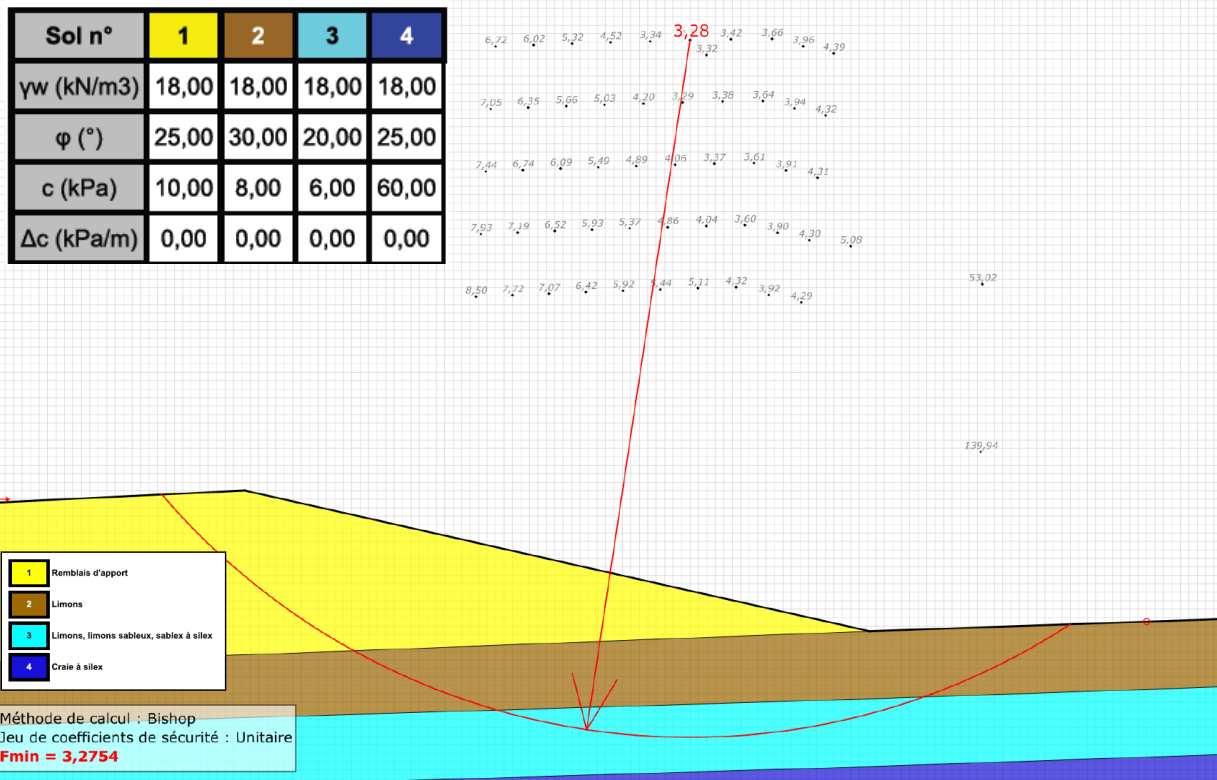 Sol n° 1 2 3 4
γw (kN/m3) 18,00 18,00 18,00 18,00
φ (°) 25,00 30,00 20,00 25,00
c (kPa) 10,00 8,00 6,00 60,00
Δc (kPa/m) 0,00 0,00 0,00 0,00
6,72 6,02 5,32 4,52 3,34 3,28 3,32 3,42 3,66 3,96 4,39
7,05 6,35 5,66 5,03 4,20 3,29 3,38 3,64 3,94 4,32
7,44 6,74 6,09 5,49 4,89 4,06 3,37 3,61 3,91 4,31
7,93 7,19 6,52 5,93 5,37 4,86 4,04 3,60 3,90 4,30 5,08
8,50 7,72 7,07 6,42 5,92 5,44 5,11 4,32 3,92 4,29
53,02
139,94
1 Remblais d'apport
2 Limons
3 Limons, limons sableux, sablex à silex
4 Craie à silex
Méthode de calcul : Bishop
Jeu de coefficients de sécurité : Unitaire
Fmin = 3,2754